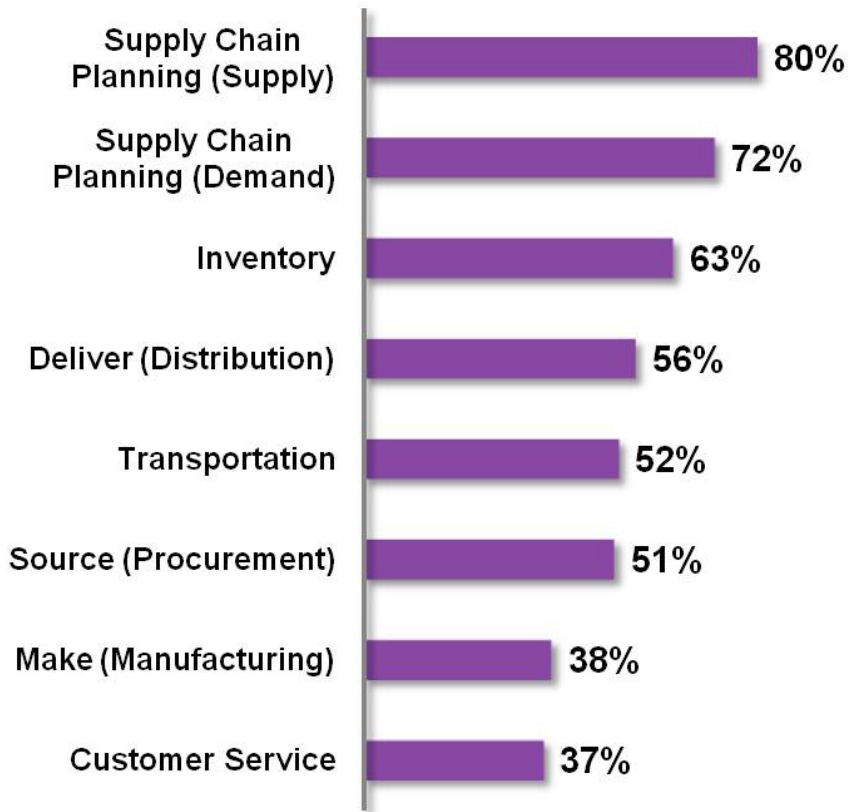 Supply Chain
Planning (Supply)
80%
Supply Chain
Planning (Demand)
72%
Inventory
63%
Deliver (Distribution)
56%
Transportation
52%
Source (Procurement)
51%
Make (Manufacturing)
38%
Customer Service
37%